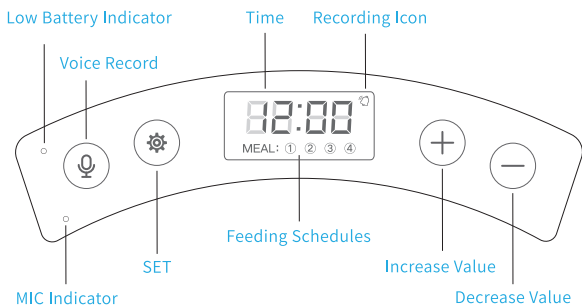 Low Battery Indicator
Time
Recording Icon
Voice Record
12:00
MEAL: ① ② ③ ④
Feeding Schedules
SET
Increase Value
MIC Indicator
Decrease Value